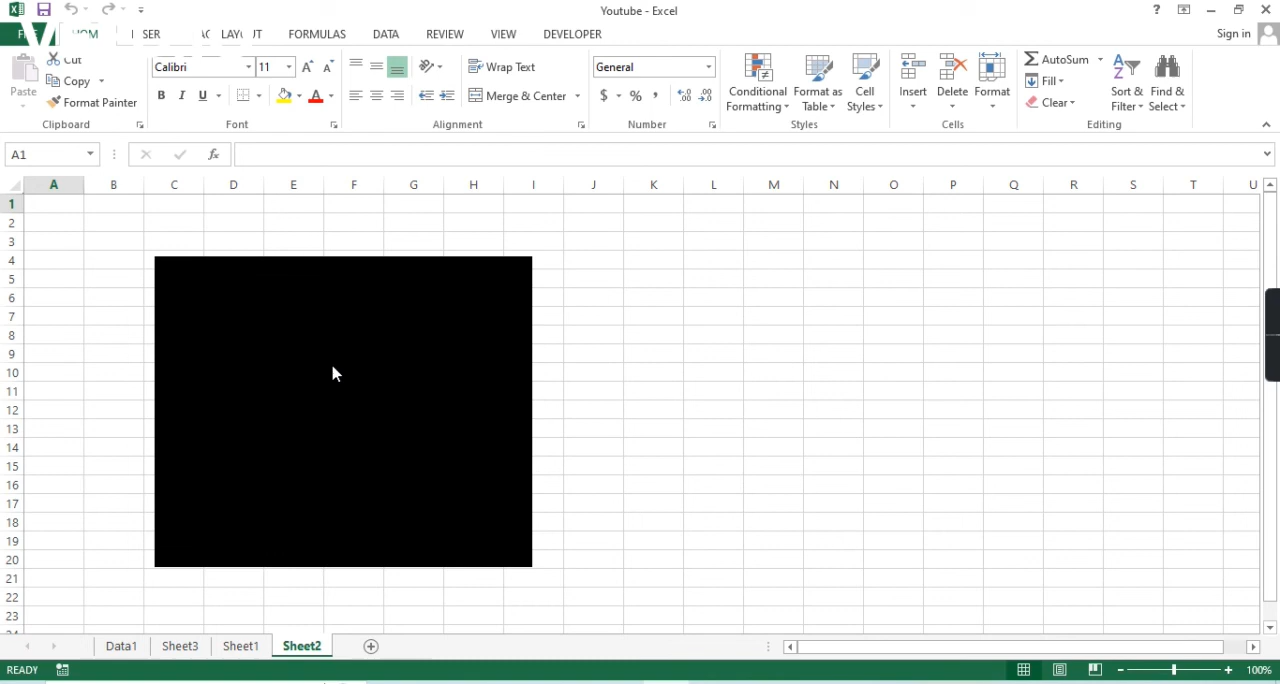 Youtube - Excel
Sign in
FORMULAS DATA REVIEW VIEW DEVELOPER
Cut
Copy
Format Painter
Paste
Clipboard
Calibri 11
B I U
Font
Wrap Text
Merge & Center
Alignment
General
$ % ,
Number
Conditional Formatting
Format as Table
Cell Styles
Styles
Insert Delete Format
Cells
AutoSum
Fill
Clear
Sort & Filter
Find & Select
Editing
A1
fx
A B C D E F G H I J K L M N O P Q R S T U
1
2
3
4
5
6
7
8
9
10
11
12
13
14
15
16
17
18
19
20
21
22
23
Data1 Sheet3 Sheet1 Sheet2
READY
100%